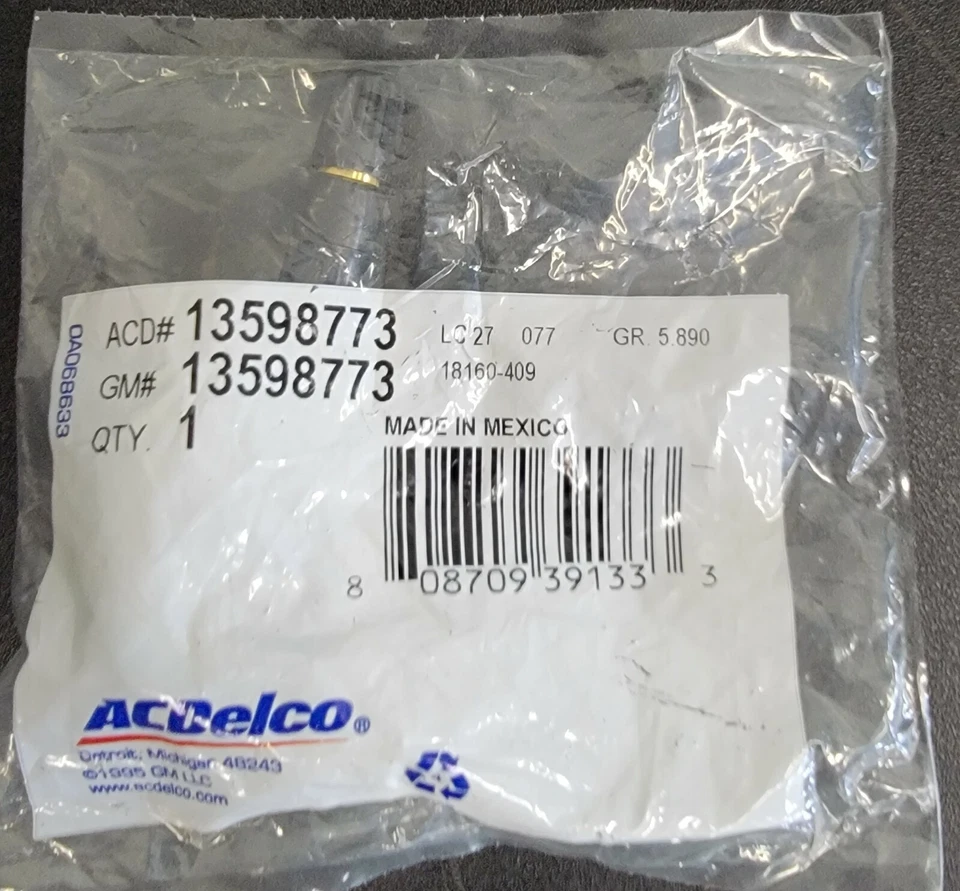 ACD# 13598773 LC 27 077 GR. 5.890
GM# 13598773 18160-409
QTY. 1
MADE IN MEXICO
8 08709 39133 3
0A068633
ACDelco®
Detroit, Michigan 48243
©1995 GM LLC
www.acdelco.com